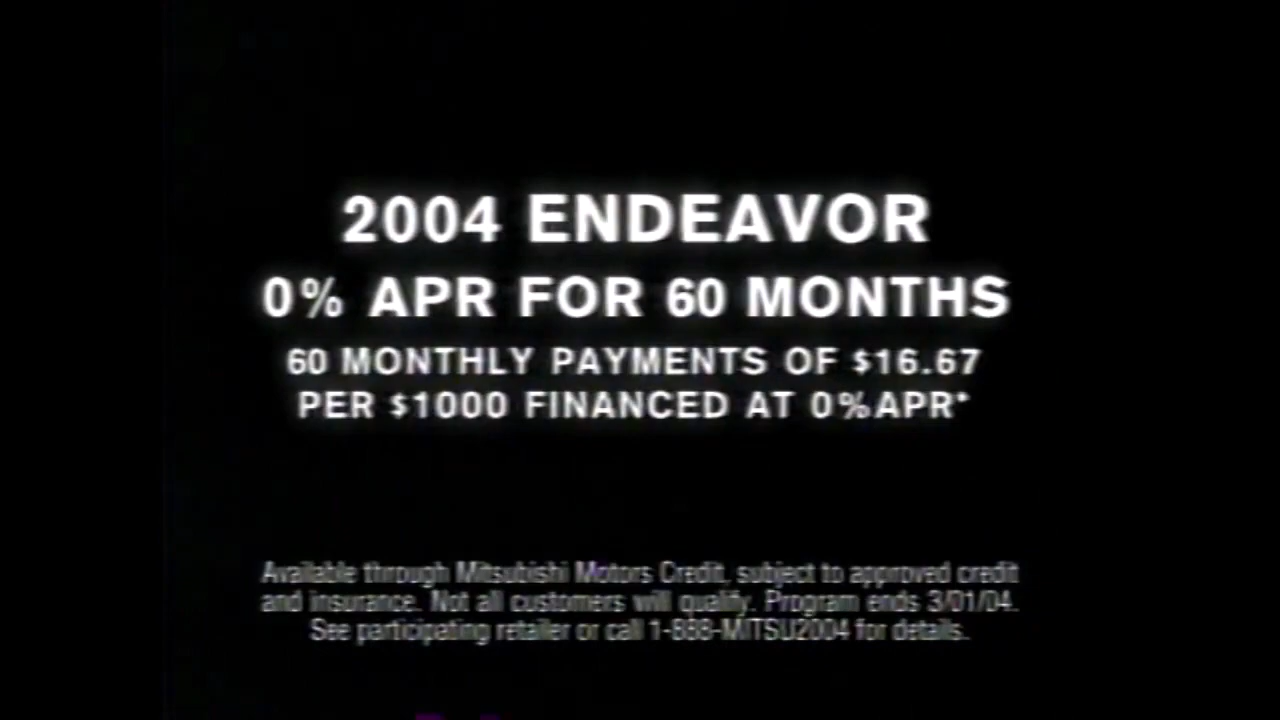 2004 ENDEAVOR
0% APR FOR 60 MONTHS
60 MONTHLY PAYMENTS OF $16.67
PER $1000 FINANCED AT 0%APR*
Available through Mitsubishi Motors Credit, subject to approved credit
and insurance. Not all customers will qualify. Program ends 3/01/04.
See participating retailer or call 1-888-MITSU2004 for details.